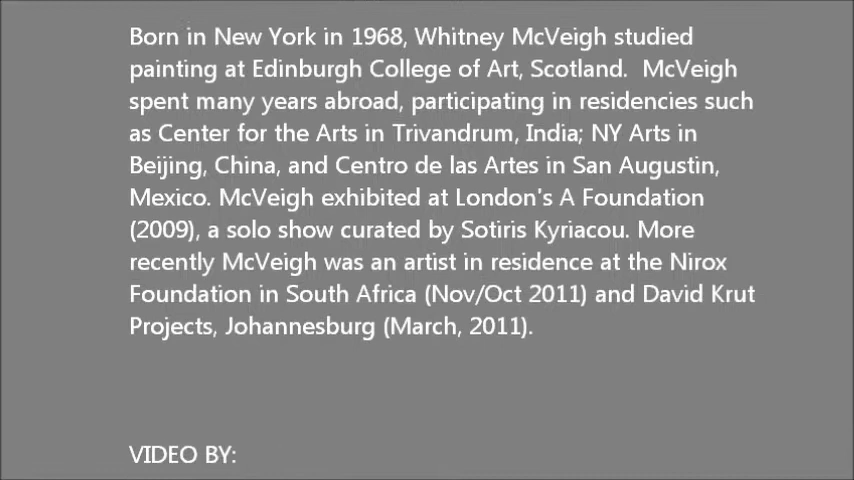 Born in New York in 1968, Whitney McVeigh studied
painting at Edinburgh College of Art, Scotland.  McVeigh
spent many years abroad, participating in residencies such
as Center for the Arts in Trivandrum, India; NY Arts in
Beijing, China, and Centro de las Artes in San Augustin,
Mexico. McVeigh exhibited at London's A Foundation
(2009), a solo show curated by Sotiris Kyriacou. More
recently McVeigh was an artist in residence at the Nirox
Foundation in South Africa (Nov/Oct 2011) and David Krut
Projects, Johannesburg (March, 2011).
VIDEO BY: